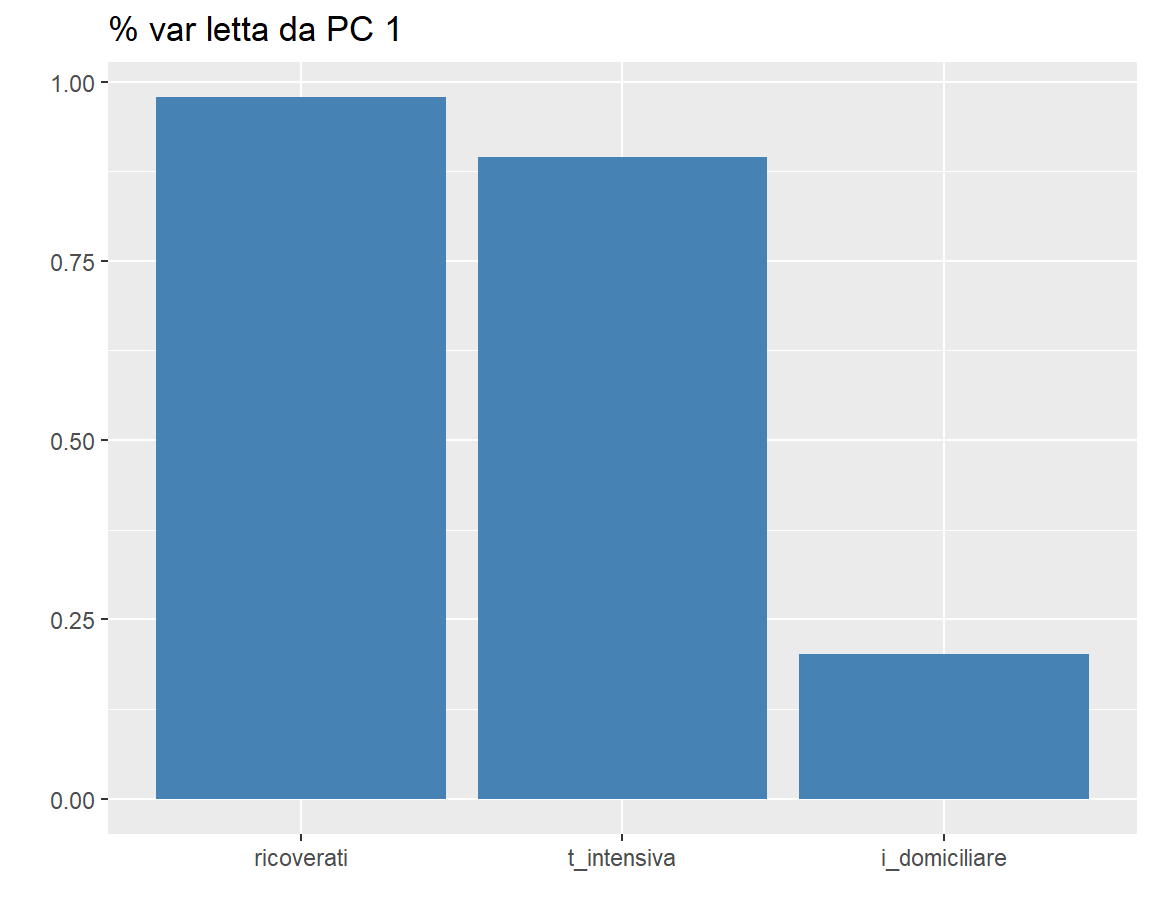 % var letta da PC 1
1.00
0.75
0.50
0.25
0.00
ricoverati t_intensiva i_domiciliare